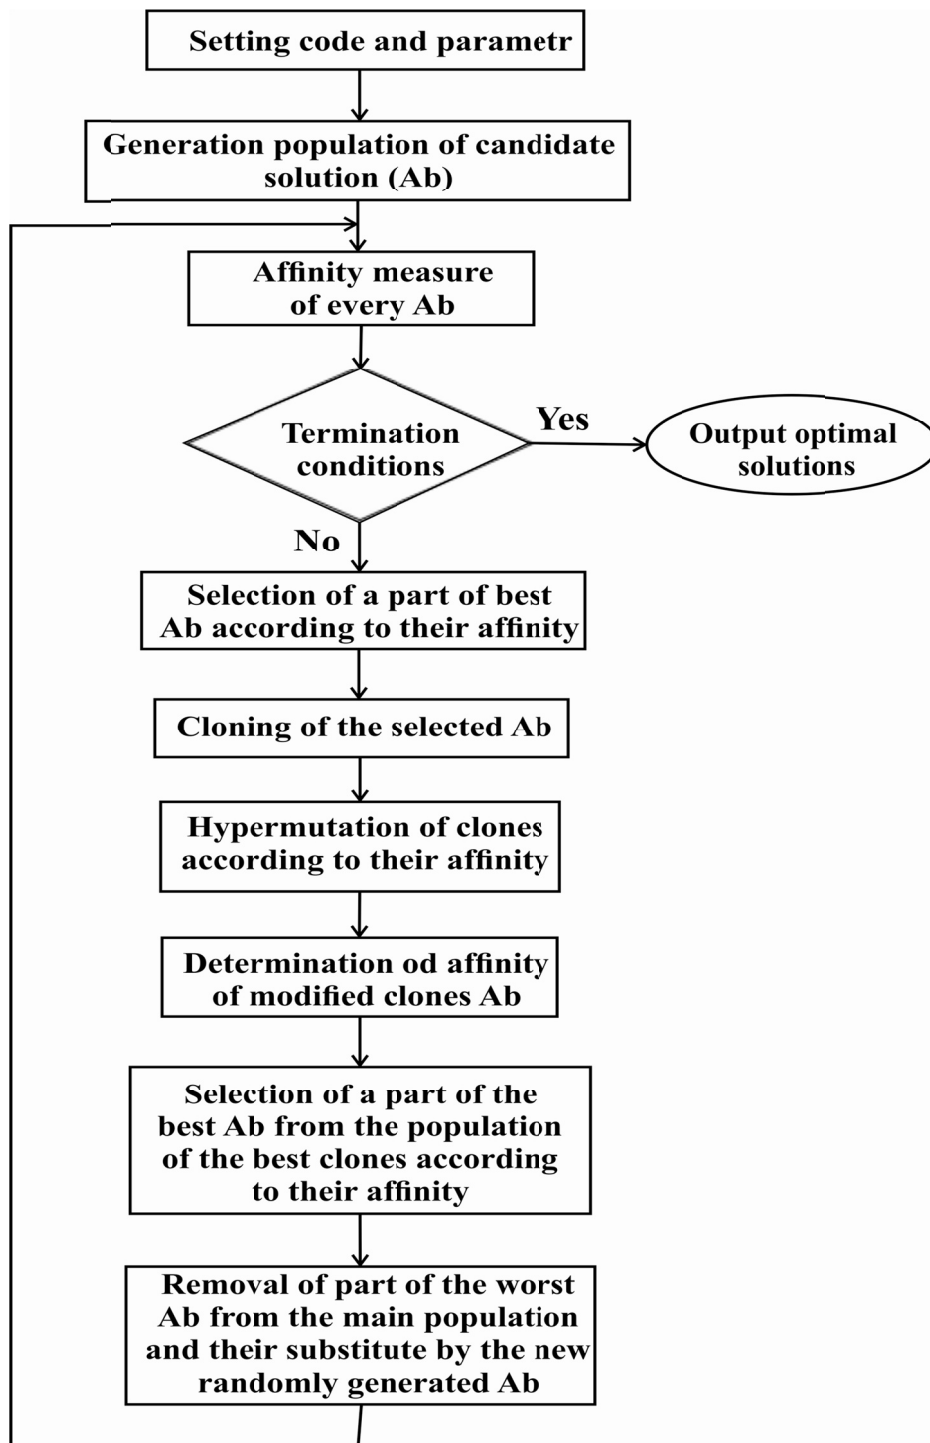 Setting code and parametr
Generation population of candidate
solution (Ab)
Affinity measure
of every Ab
Termination
conditions
Yes
Output optimal
solutions
No
Selection of a part of best
Ab according to their affinity
Cloning of the selected Ab
Hypermutation of clones
according to their affinity
Determination od affinity
of modified clones Ab
Selection of a part of the
best Ab from the population
of the best clones according
to their affinity
Removal of part of the worst
Ab from the main population
and their substitute by the new
randomly generated Ab